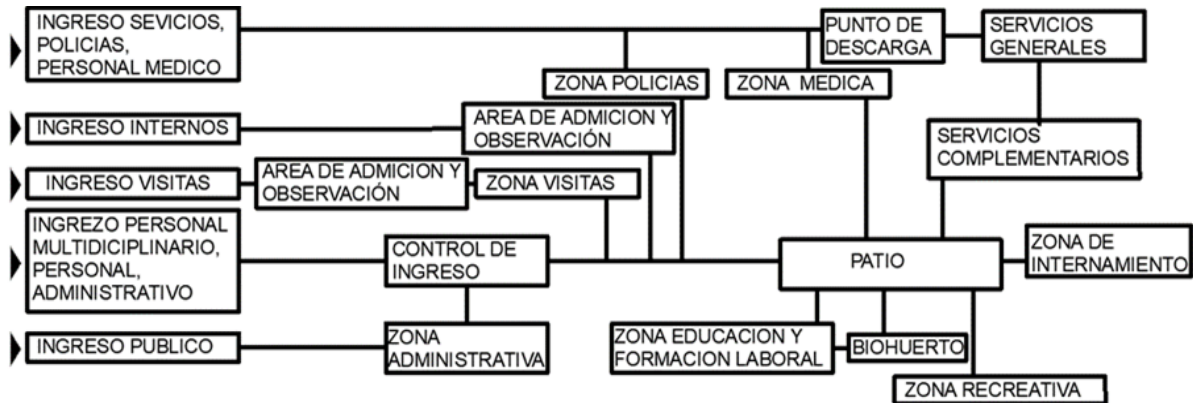 INGRESO SEVICIOS,
POLICIAS,
PERSONAL MEDICO
PUNTO DE
DESCARGA
SERVICIOS
GENERALES
ZONA POLICIAS
ZONA MEDICA
INGRESO INTERNOS
AREA DE ADMICION Y
OBSERVACIÓN
SERVICIOS
COMPLEMENTARIOS
INGRESO VISITAS
AREA DE ADMICION Y
OBSERVACIÓN
ZONA VISITAS
INGREZO PERSONAL
MULTIDICIPLINARIO,
PERSONAL,
ADMINISTRATIVO
CONTROL DE
INGRESO
PATIO
ZONA DE
INTERNAMIENTO
INGRESO PUBLICO
ZONA
ADMINISTRATIVA
ZONA EDUCACION Y
FORMACION LABORAL
BIOHUERTO
ZONA RECREATIVA